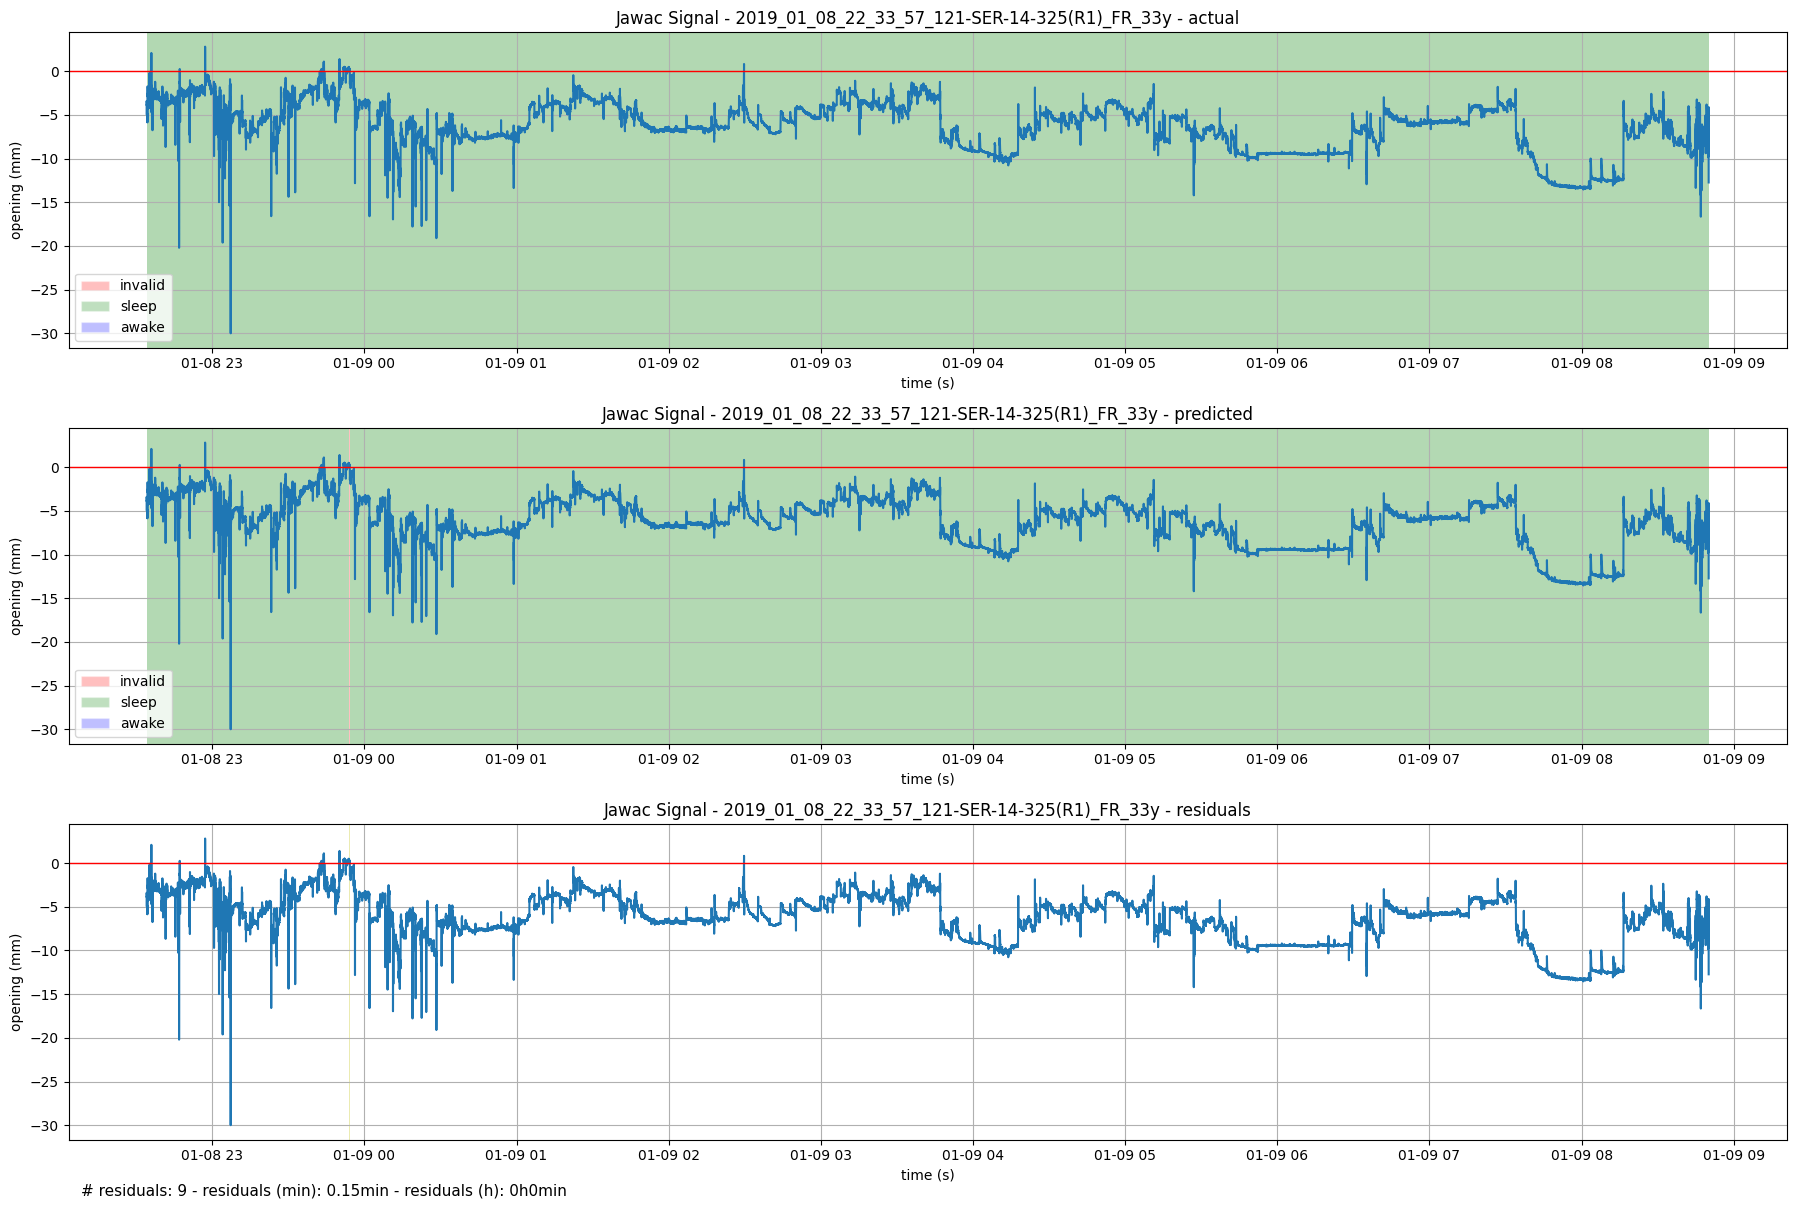 Jawac Signal - 2019_01_08_22_33_57_121-SER-14-325(R1)_FR_33y - actual
opening (mm)
0
−5
−10
−15
−20
−25
−30
invalid
sleep
awake
01-08 23 01-09 00 01-09 01 01-09 02 01-09 03 01-09 04 01-09 05 01-09 06 01-09 07 01-09 08 01-09 09
time (s)
Jawac Signal - 2019_01_08_22_33_57_121-SER-14-325(R1)_FR_33y - predicted
opening (mm)
0
−5
−10
−15
−20
−25
−30
invalid
sleep
awake
01-08 23 01-09 00 01-09 01 01-09 02 01-09 03 01-09 04 01-09 05 01-09 06 01-09 07 01-09 08 01-09 09
time (s)
Jawac Signal - 2019_01_08_22_33_57_121-SER-14-325(R1)_FR_33y - residuals
opening (mm)
0
−5
−10
−15
−20
−25
−30
01-08 23 01-09 00 01-09 01 01-09 02 01-09 03 01-09 04 01-09 05 01-09 06 01-09 07 01-09 08 01-09 09
time (s)
# residuals: 9 - residuals (min): 0.15min - residuals (h): 0h0min